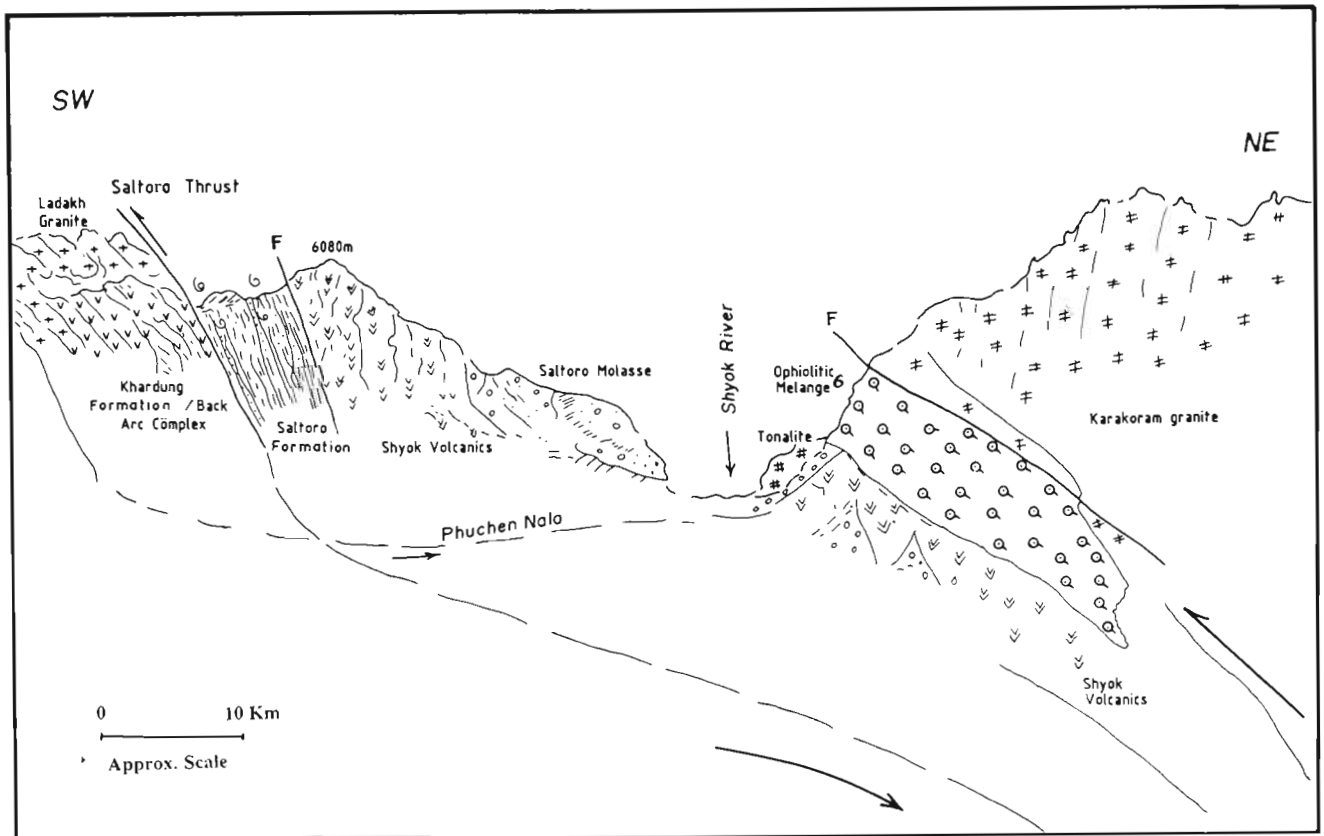 SW
NE
Saltoro Thrust
Ladakh
Granite
F
6080m
Khardung
Formation /Back
Arc Complex
Saltoro
Formation
Shyok Volcanics
Saltoro Molasse
Shyok River
Phuchen Nala
F
Ophiolitic
Melange
Tonalite
Karakoram granite
Shyok
Volcanics
0 10 Km
Approx. Scale